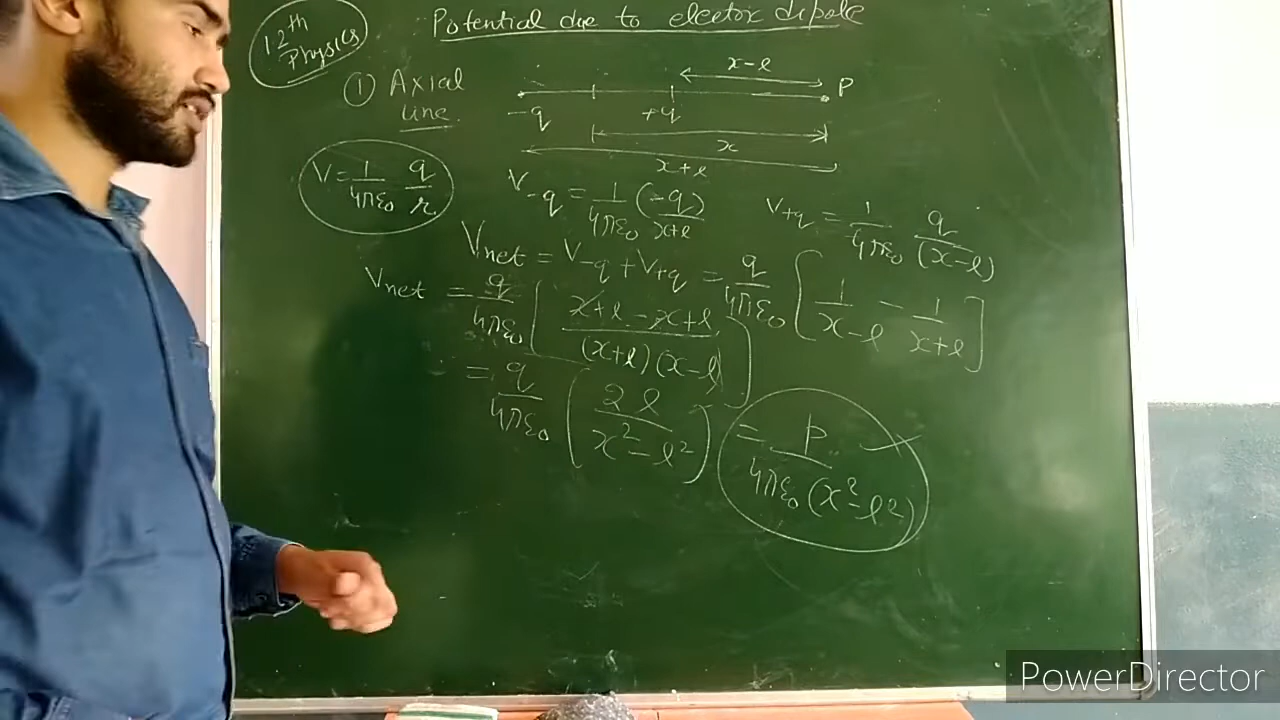 12th Physics
Potential due to electric dipole
① Axial line.
x-l
P
-q +q
x
x+l
V = 1/4πε₀ q/r
V-q = 1/4πε₀ (-q)/x+l
V+q = 1/4πε₀ q/(x-l)
Vnet = V-q + V+q = q/4πε₀ [1/x-l - 1/x+l]
Vnet = q/4πε₀ [x+l-x+l/(x+l)(x-l)]
= q/4πε₀ [2l/x²-l²] = p/4πε₀(x²-l²)
PowerDirector